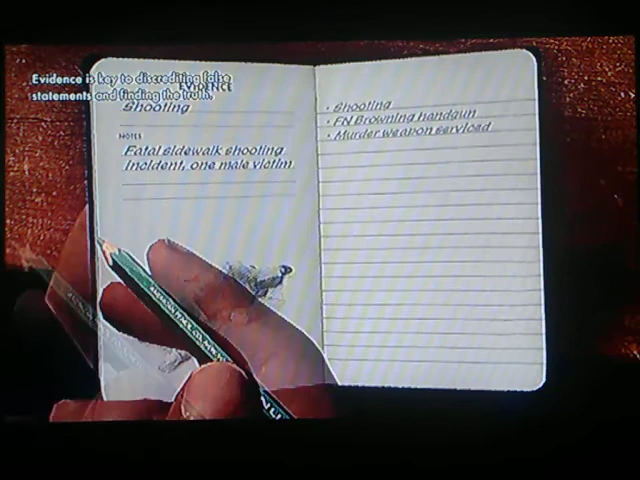 Evidence is key to discrediting false
statements and finding the truth.
EVIDENCE
Shooting
NOTES
Fatal sidewalk shooting
incident, one male victim
• Shooting
• FN Browning handgun
• Murder weapon serviced